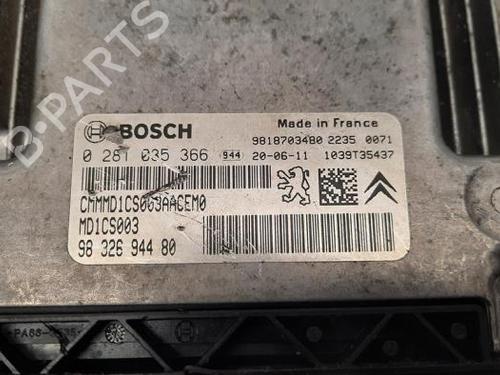 B-PARTS
BOSCH
Made in France
9818703480 2235 0071
0 281 035 366 944 20-06-11 1039T35437
CMMMD1CS003AACEM0
MD1CS003
98 326 944 80